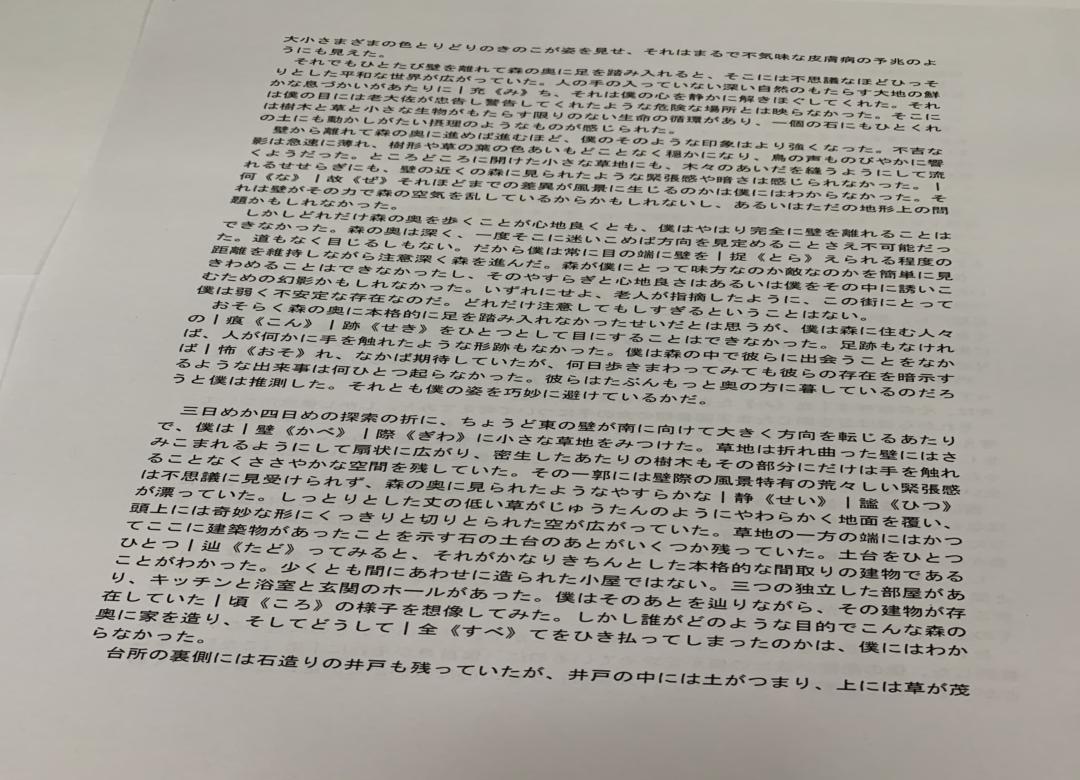 大小さまざまの色とりどりのきのこが姿を見せ、それはまるで不気味な皮膚病の予兆のよ
うにも見えた。
それでもひとたび壁を離れて森の奥に足を踏み入れると、そこには不思議なほどひっそ
りとした平和な世界が広がっていた。人の手の入っていない深い自然のもたらす大地の鮮
かな息づかいがあたりに|充《み》ち、それは僕の心を静かに解きほぐしてくれた。それ
は僕の目には老大佐が忠告し警告してくれたような危険な場所とは映らなかった。そこに
は樹木と草と小さな生物がもたらす限りのない生命の循環があり、一個の石にもひとくれ
の土にも動かしがたい摂理のようなものが感じられた。
壁から離れて森の奥に進めば進むほど、僕のそのような印象はより強くなった。不吉な
影は急速に薄れ、樹形や草の葉の色あいもどことなく穏かになり、鳥の声ものびやかに響
くようだった。ところどころに開けた小さな草地にも、木々のあいだを縫うようにして流
れるせせらぎにも、壁の近くの森に見られたような緊張感や暗さは感じられなかった。|
何《な》|故《ぜ》それほどまでの差異が風景に生じるのかは僕にはわからなかった。そ
れは壁がその力で森の空気を乱しているからかもしれないし、あるいはただの地形上の問
題かもしれなかった。
しかしどれだけ森の奥を歩くことが心地良くとも、僕はやはり完全に壁を離れることは
できなかった。森の奥は深く、一度そこに迷いこめば方向を見定めることさえ不可能だっ
た。道もなく目じるしもない。だから僕は常に目の端に壁を|捉《とら》えられる程度の
距離を維持しながら注意深く森を進んだ。森が僕にとって味方なのか敵なのかを簡単に見
きわめることはできなかったし、そのやすらぎと心地良さはあるいは僕をその中に誘いこ
むための幻影かもしれなかった。いずれにせよ、老人が指摘したように、この街にとって
僕は弱く不安定な存在なのだ。どれだけ注意してもしすぎるということはない。
おそらく森の奥に本格的に足を踏み入れなかったせいだとは思うが、僕は森に住む人々
の|痕《こん》|跡《せき》をひとつとして目にすることはできなかった。足跡もなけれ
ば、人が何かに手を触れたような形跡もなかった。僕は森の中で彼らに出会うことをなか
ば|怖《おそ》れ、なかば期待していたが、何日歩きまわってみても彼らの存在を暗示す
るような出来事は何ひとつ起らなかった。彼らはたぶんもっと奥の方に暮しているのだろ
うと僕は推測した。それとも僕の姿を巧妙に避けているかだ。
三日めか四日めの探索の折に、ちょうど東の壁が南に向けて大きく方向を転じるあたり
で、僕は|壁《かべ》|際《ぎわ》に小さな草地をみつけた。草地は折れ曲った壁にはさ
みこまれるようにして扇状に広がり、密生したあたりの樹木もその部分にだけは手を触れ
ることなくささやかな空間を残していた。その一郭には壁際の風景特有の荒々しい緊張感
は不思議に見受けられず、森の奥に見られたようなやすらかな|静《せい》|謐《ひつ》
が漂っていた。しっとりとした丈の低い草がじゅうたんのようにやわらかく地面を覆い、
頭上には奇妙な形にくっきりと切りとられた空が広がっていた。草地の一方の端にはかつ
てここに建築物があったことを示す石の土台のあとがいくつか残っていた。土台をひとつ
ひとつ|辿《たど》ってみると、それがかなりきちんとした本格的な間取りの建物である
ことがわかった。少くとも間にあわせに造られた小屋ではない。三つの独立した部屋があ
り、キッチンと浴室と玄関のホールがあった。僕はそのあとを辿りながら、その建物が存
在していた|頃《ころ》の様子を想像してみた。しかし誰がどのような目的でこんな森の
奥に家を造り、そしてどうして|全《すべ》てをひき払ってしまったのかは、僕にはわか
らなかった。
台所の裏側には石造りの井戸も残っていたが、井戸の中には土がつまり、上には草が茂